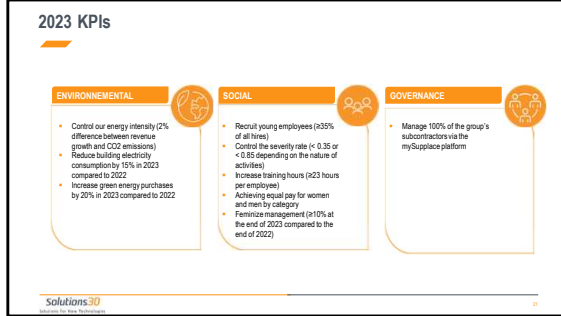 2023 KPIs
ENVIRONNEMENTAL
▪ Control our energy intensity (2%
difference between revenue
growth and CO2 emissions)
▪ Reduce building electricity
consumption by 15% in 2023
compared to 2022
▪ Increase green energy purchases
by 20% in 2023 compared to 2022
SOCIAL
▪ Recruit young employees (≥35%
of all hires)
▪ Control the severity rate (< 0.35 or
< 0.85 depending on the nature of
activities)
▪ Increase training hours (≥23 hours
per employee)
▪ Achieving equal pay for women
and men by category
▪ Feminize management (≥10% at
the end of 2023 compared to the
end of 2022)
GOVERNANCE
▪ Manage 100% of the group's
subcontractors via the
mySupplace platform
Solutions30
Solutions for New Technologies
21